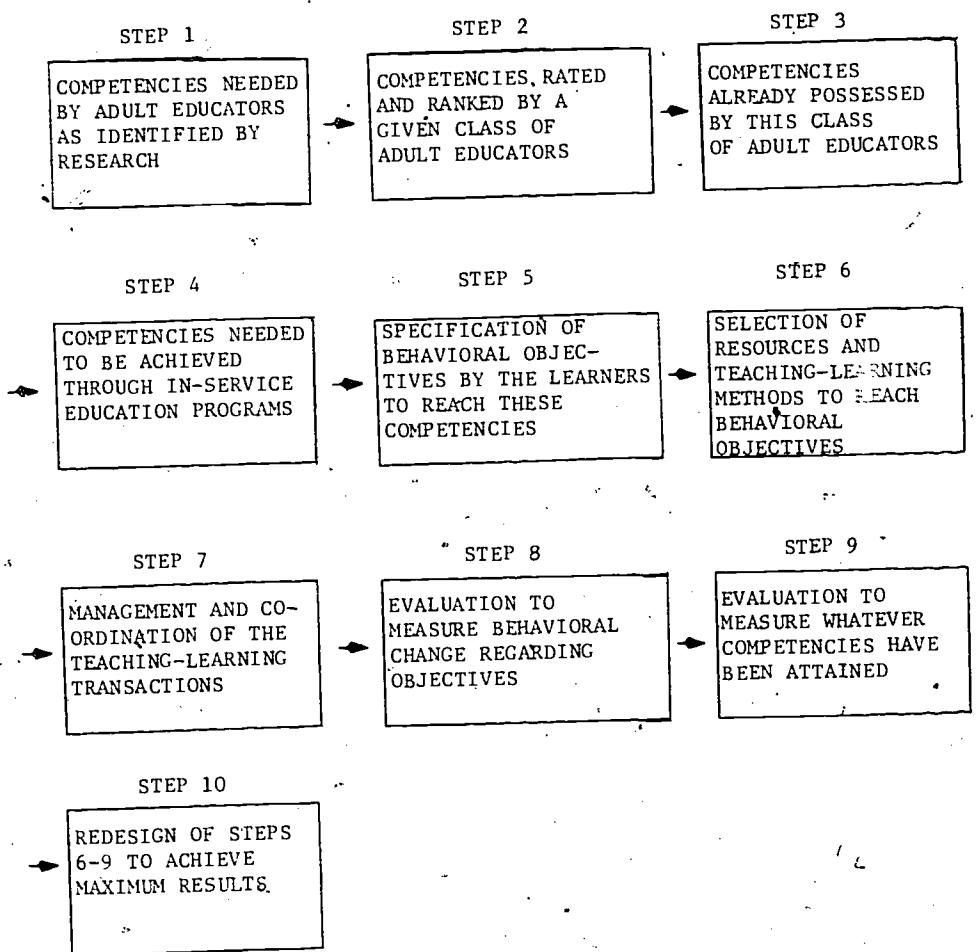 STEP 1
COMPETENCIES NEEDED
BY ADULT EDUCATORS
AS IDENTIFIED BY
RESEARCH
STEP 2
COMPETENCIES, RATED
AND RANKED BY A
GIVEN CLASS OF
ADULT EDUCATORS
STEP 3
COMPETENCIES
ALREADY POSSESSED
BY THIS CLASS
OF ADULT EDUCATORS
STEP 4
COMPETENCIES NEEDED
TO BE ACHIEVED
THROUGH IN-SERVICE
EDUCATION PROGRAMS
STEP 5
SPECIFICATION OF
BEHAVIORAL OBJEC-
TIVES BY THE LEARNERS
TO REACH THESE
COMPETENCIES
STEP 6
SELECTION OF
RESOURCES AND
TEACHING-LEARNING
METHODS TO REACH
BEHAVIORAL
OBJECTIVES
STEP 7
MANAGEMENT AND CO-
ORDINATION OF THE
TEACHING-LEARNING
TRANSACTIONS
STEP 8
EVALUATION TO
MEASURE BEHAVIORAL
CHANGE REGARDING
OBJECTIVES
STEP 9
EVALUATION TO
MEASURE WHATEVER
COMPETENCIES HAVE
BEEN ATTAINED
STEP 10
REDESIGN OF STEPS
6-9 TO ACHIEVE
MAXIMUM RESULTS.